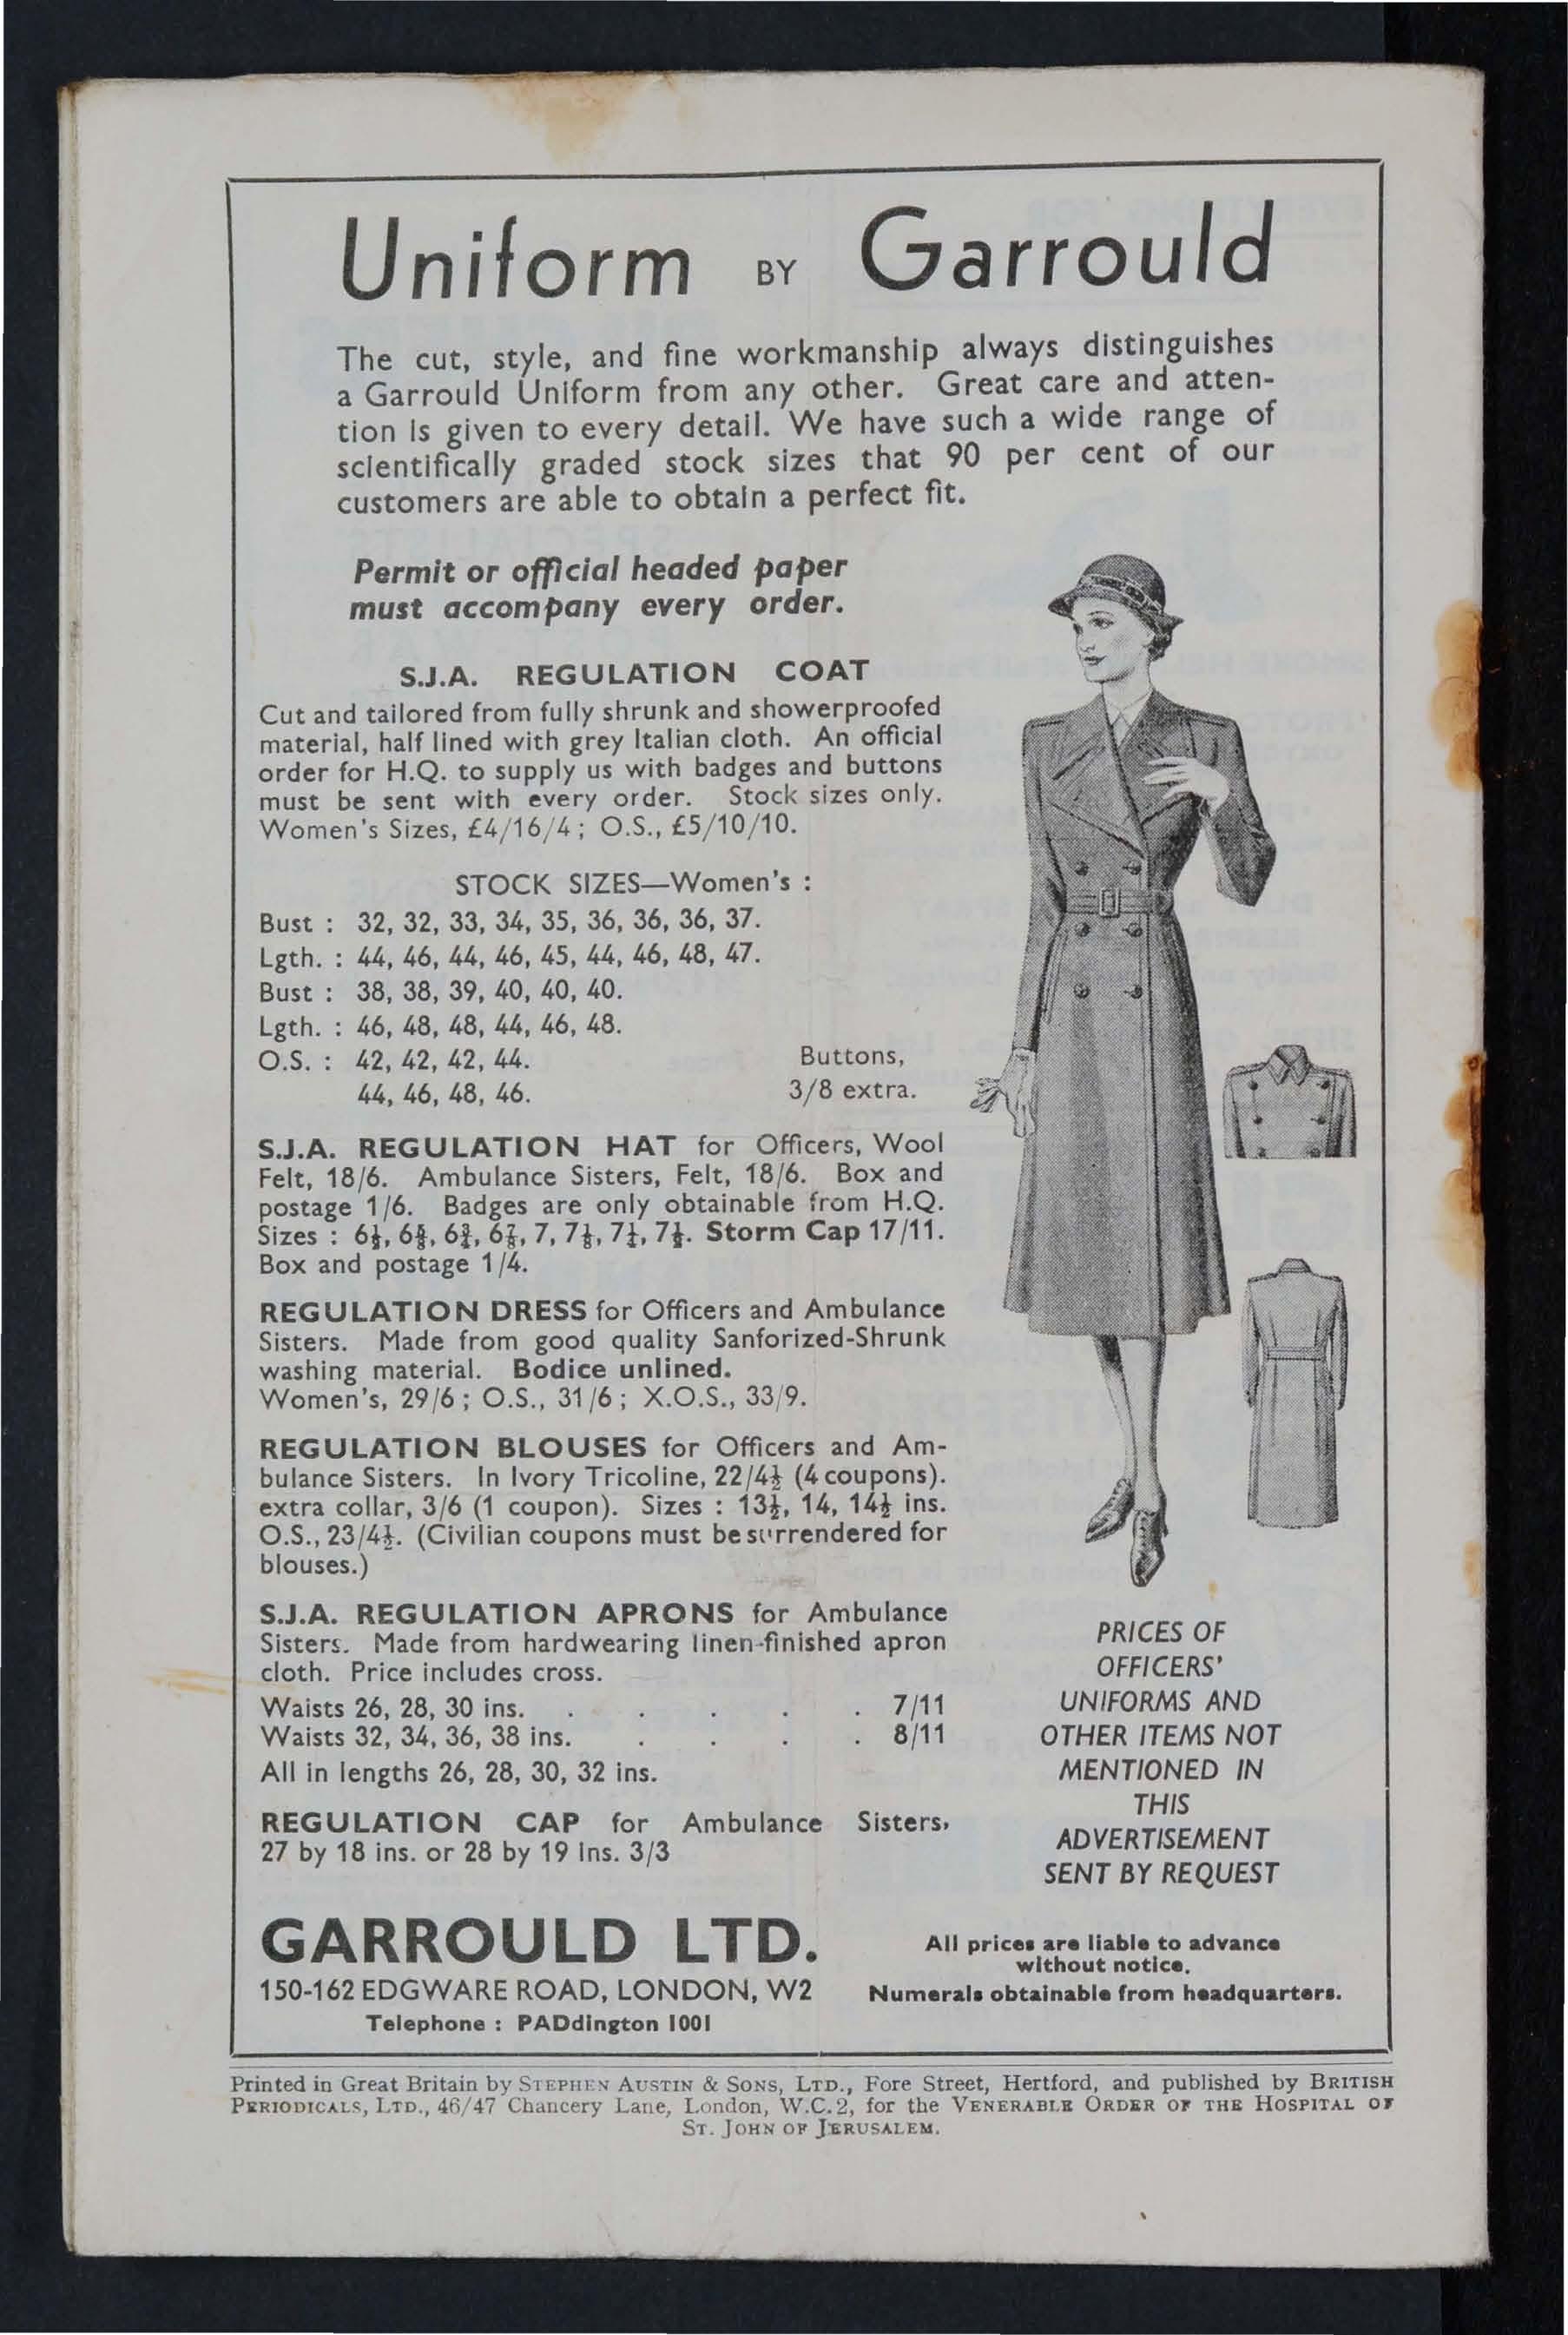 Uniform BY Garrould
The cut, style, and fine workmanship always distinguishes
a Garrould Uniform from any other. Great care and atten-
tion is given to every detail. We have such a wide range of
scientifically graded stock sizes that 90 per cent of our
customers are able to obtain a perfect fit.
Permit or official headed paper
must accompany every order.
S.J.A. REGULATION COAT
Cut and tailored from fully shrunk and showerproofed
material, half lined with grey Italian cloth. An official
order for H.Q. to supply us with badges and buttons
must be sent with every order. Stock sizes only.
Women's Sizes, £4/16/4; O.S., £5/10/10.
STOCK SIZES—Women's :
Bust : 32, 32, 33, 34, 35, 36, 36, 36, 37.
Lgth. : 44, 46, 44, 46, 45, 44, 46, 48, 47.
Bust : 38, 38, 39, 40, 40, 40.
Lgth. : 46, 48, 48, 44, 46, 48.
O.S. : 42, 42, 42, 44. Buttons,
44, 46, 48, 46. 3/8 extra.
S.J.A. REGULATION HAT for Officers, Wool
Felt, 18/6. Ambulance Sisters, Felt, 18/6. Box and
postage 1/6. Badges are only obtainable from H.Q.
Sizes : 6½, 6⅝, 6¾, 6⅞, 7, 7⅛, 7¼, 7½. Storm Cap 17/11.
Box and postage 1/4.
REGULATION DRESS for Officers and Ambulance
Sisters. Made from good quality Sanforized-Shrunk
washing material. Bodice unlined.
Women's, 29/6; O.S., 31/6; X.O.S., 33/9.
REGULATION BLOUSES for Officers and Am-
bulance Sisters. In Ivory Tricoline, 22/4½ (4 coupons).
extra collar, 3/6 (1 coupon). Sizes : 13½, 14, 14½ ins.
O.S., 23/4½. (Civilian coupons must be surrendered for
blouses.)
S.J.A. REGULATION APRONS for Ambulance
Sisters. Made from hardwearing linen-finished apron
cloth. Price includes cross.
Waists 26, 28, 30 ins. . . . . . 7/11
Waists 32, 34, 36, 38 ins. . . . . 8/11
All in lengths 26, 28, 30, 32 ins.
REGULATION CAP for Ambulance Sisters,
27 by 18 ins. or 28 by 19 ins. 3/3
PRICES OF
OFFICERS'
UNIFORMS AND
OTHER ITEMS NOT
MENTIONED IN
THIS
ADVERTISEMENT
SENT BY REQUEST
GARROULD LTD.
150-162 EDGWARE ROAD, LONDON, W2
Telephone : PADdington 1001
All prices are liable to advance
without notice.
Numerals obtainable from headquarters.
Printed in Great Britain by STEPHEN AUSTIN & SONS, LTD., Fore Street, Hertford, and published by BRITISH
PERIODICALS, LTD., 46/47 Chancery Lane, London, W.C.2, for the VENERABLE ORDER OF THE HOSPITAL OF
ST. JOHN OF JERUSALEM.